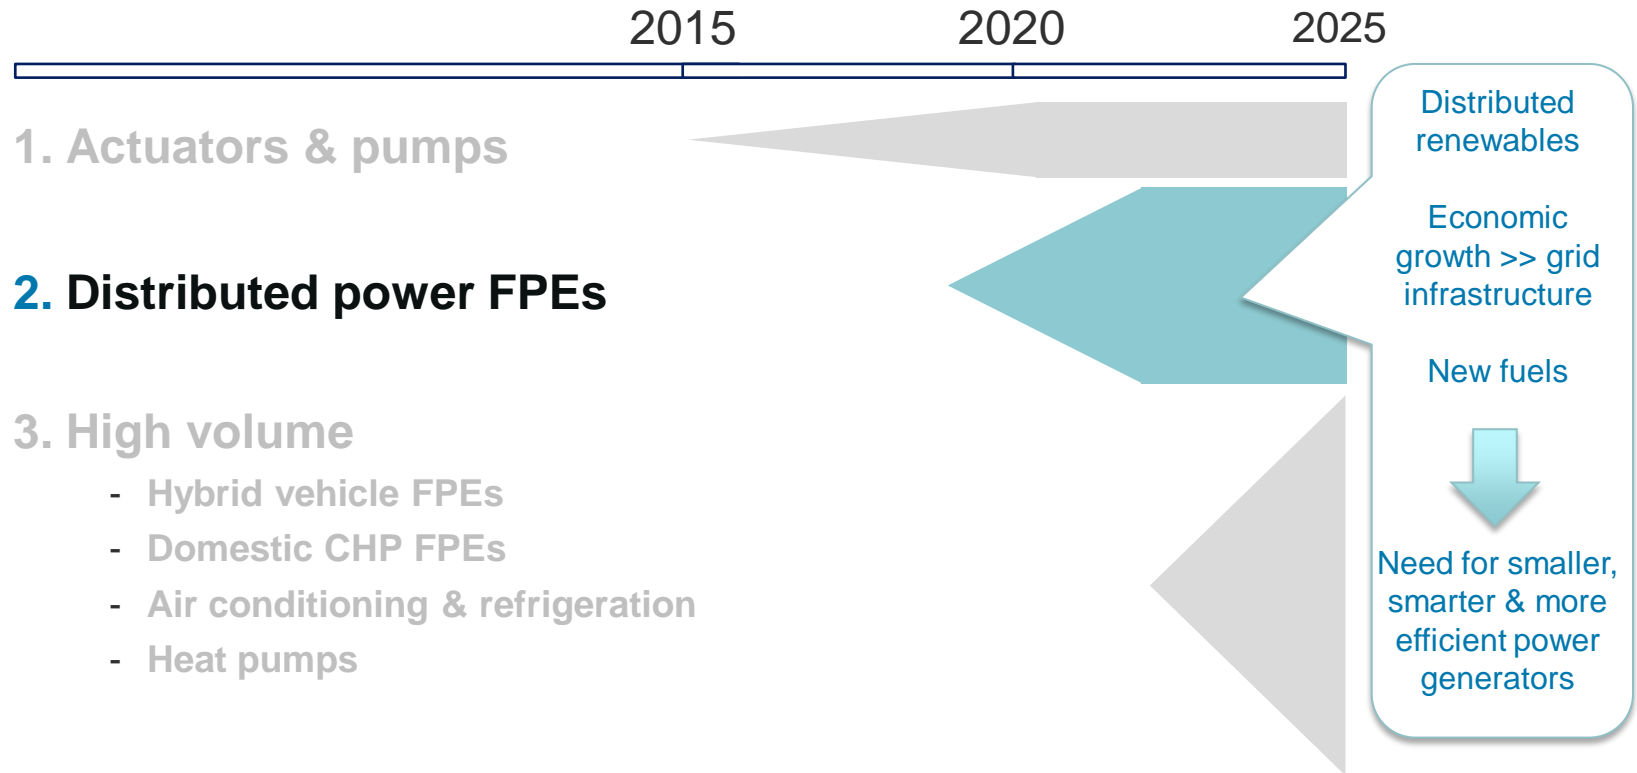 2015 2020 2025
1. Actuators & pumps
2. Distributed power FPEs
3. High volume
- Hybrid vehicle FPEs
- Domestic CHP FPEs
- Air conditioning & refrigeration
- Heat pumps
Distributed
renewables
Economic
growth >> grid
infrastructure
New fuels
Need for smaller,
smarter & more
efficient power
generators